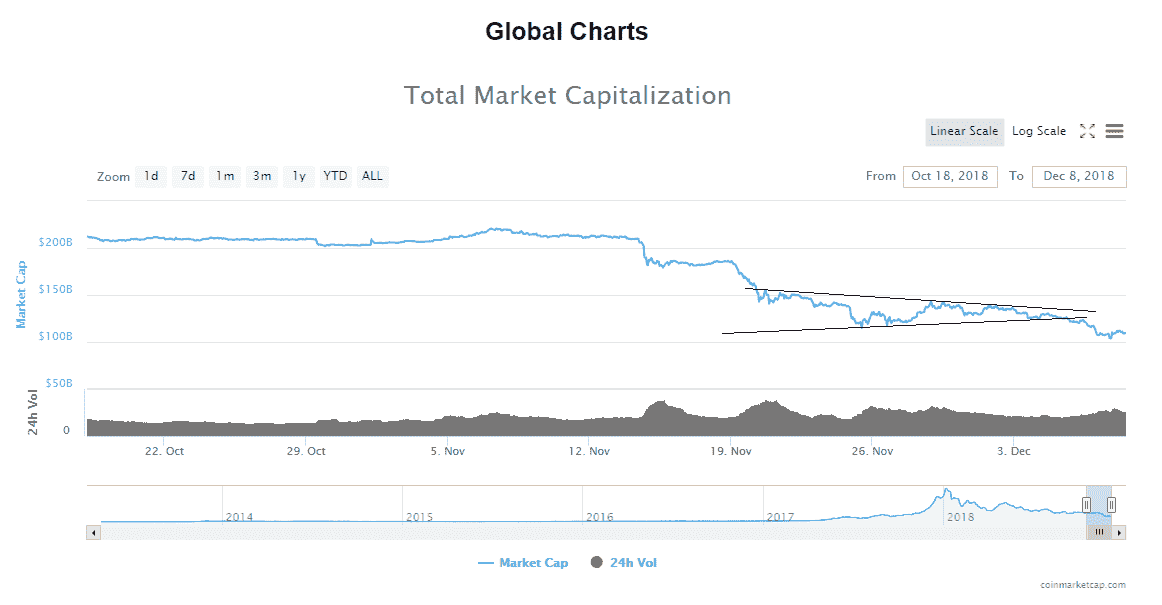 Global Charts
Total Market Capitalization
Linear Scale Log Scale
Zoom 1d 7d 1m 3m 1y YTD ALL From Oct 18, 2018 To Dec 8, 2018
Market Cap
$200B
$150B
$100B
$50B
24h Vol
0
22. Oct 29. Oct 5. Nov 12. Nov 19. Nov 26. Nov 3. Dec
2014 2015 2016 2017 2018
Market Cap 24h Vol
coinmarketcap.com